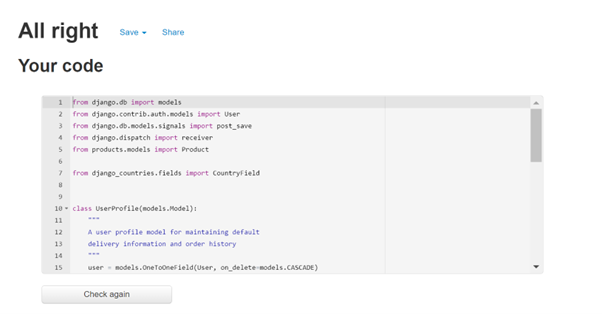 All right Save Share
Your code
1 from django.db import models
2 from django.contrib.auth.models import User
3 from django.db.models.signals import post_save
4 from django.dispatch import receiver
5 from products.models import Product
6
7 from django_countries.fields import CountryField
8
9
10 class UserProfile(models.Model):
11 """
12 A user profile model for maintaining default
13 delivery information and order history
14 """
15 user = models.OneToOneField(User, on_delete=models.CASCADE)
Check again